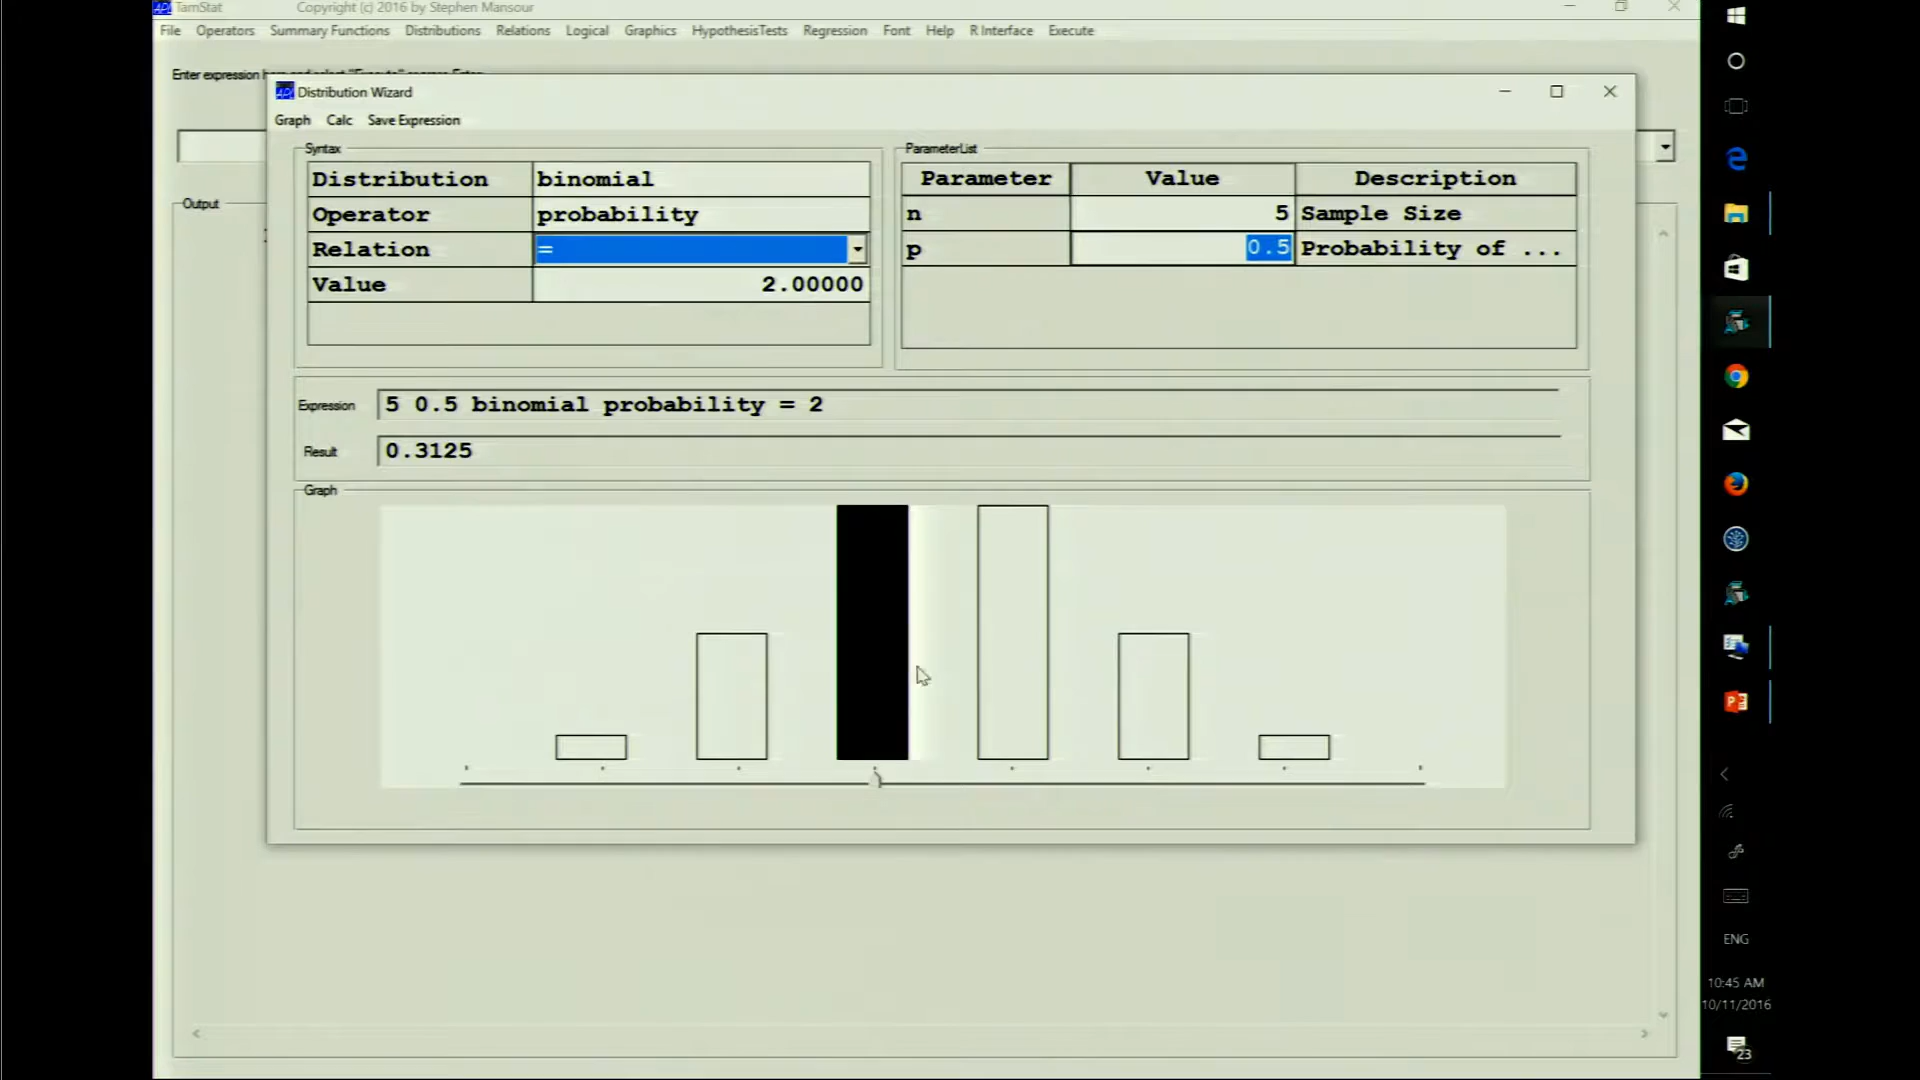 TamStat Copyright (c) 2016 by Stephen Mansour
File Operators Summary Functions Distributions Relations Logical Graphics HypothesisTests Regression Font Help R Interface Execute
Enter expression
Distribution Wizard
Graph Calc Save Expression
Syntax
Distribution binomial
Operator probability
Relation =
Value 2.00000
ParameterList
Parameter Value Description
n 5 Sample Size
p 0.5 Probability of ...
Output
Expression 5 0.5 binomial probability = 2
Result 0.3125
Graph
ENG
10:45 AM
10/11/2016
23